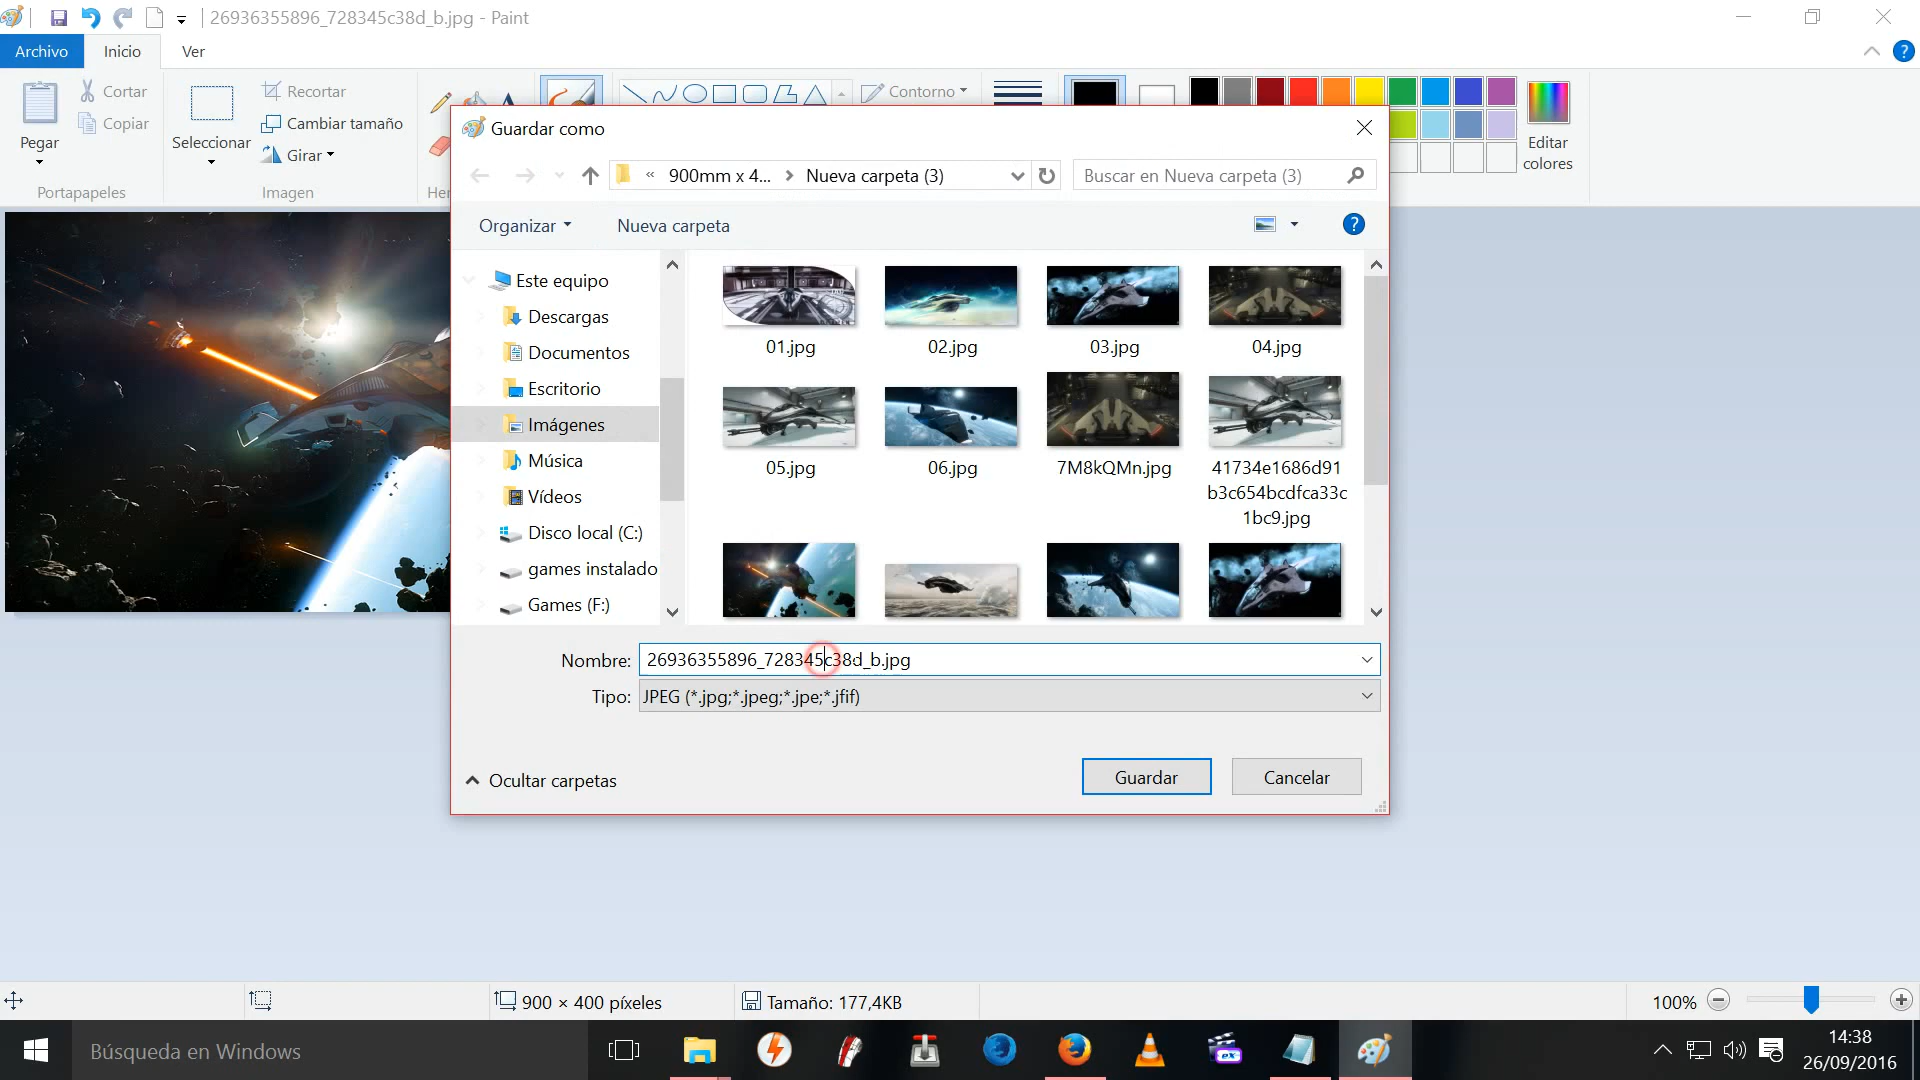 26936355896_728345c38d_b.jpg - Paint
Archivo
Inicio
Ver
Pegar
Cortar
Copiar
Portapapeles
Seleccionar
Recortar
Cambiar tamaño
Girar
Imagen
Her
Contorno
Editar
colores
Guardar como
« 900mm x 4... > Nueva carpeta (3)
Buscar en Nueva carpeta (3)
Organizar
Nueva carpeta
Este equipo
Descargas
Documentos
Escritorio
Imágenes
Música
Vídeos
Disco local (C:)
games instalado
Games (F:)
01.jpg
02.jpg
03.jpg
04.jpg
05.jpg
06.jpg
7M8kQMn.jpg
41734e1686d91
b3c654bcdfca33c
1bc9.jpg
Nombre: 26936355896_728345c38d_b.jpg
Tipo: JPEG (*.jpg;*.jpeg;*.jpe;*.jfif)
Ocultar carpetas
Guardar
Cancelar
900 × 400 píxeles
Tamaño: 177,4KB
100%
Búsqueda en Windows
14:38
26/09/2016